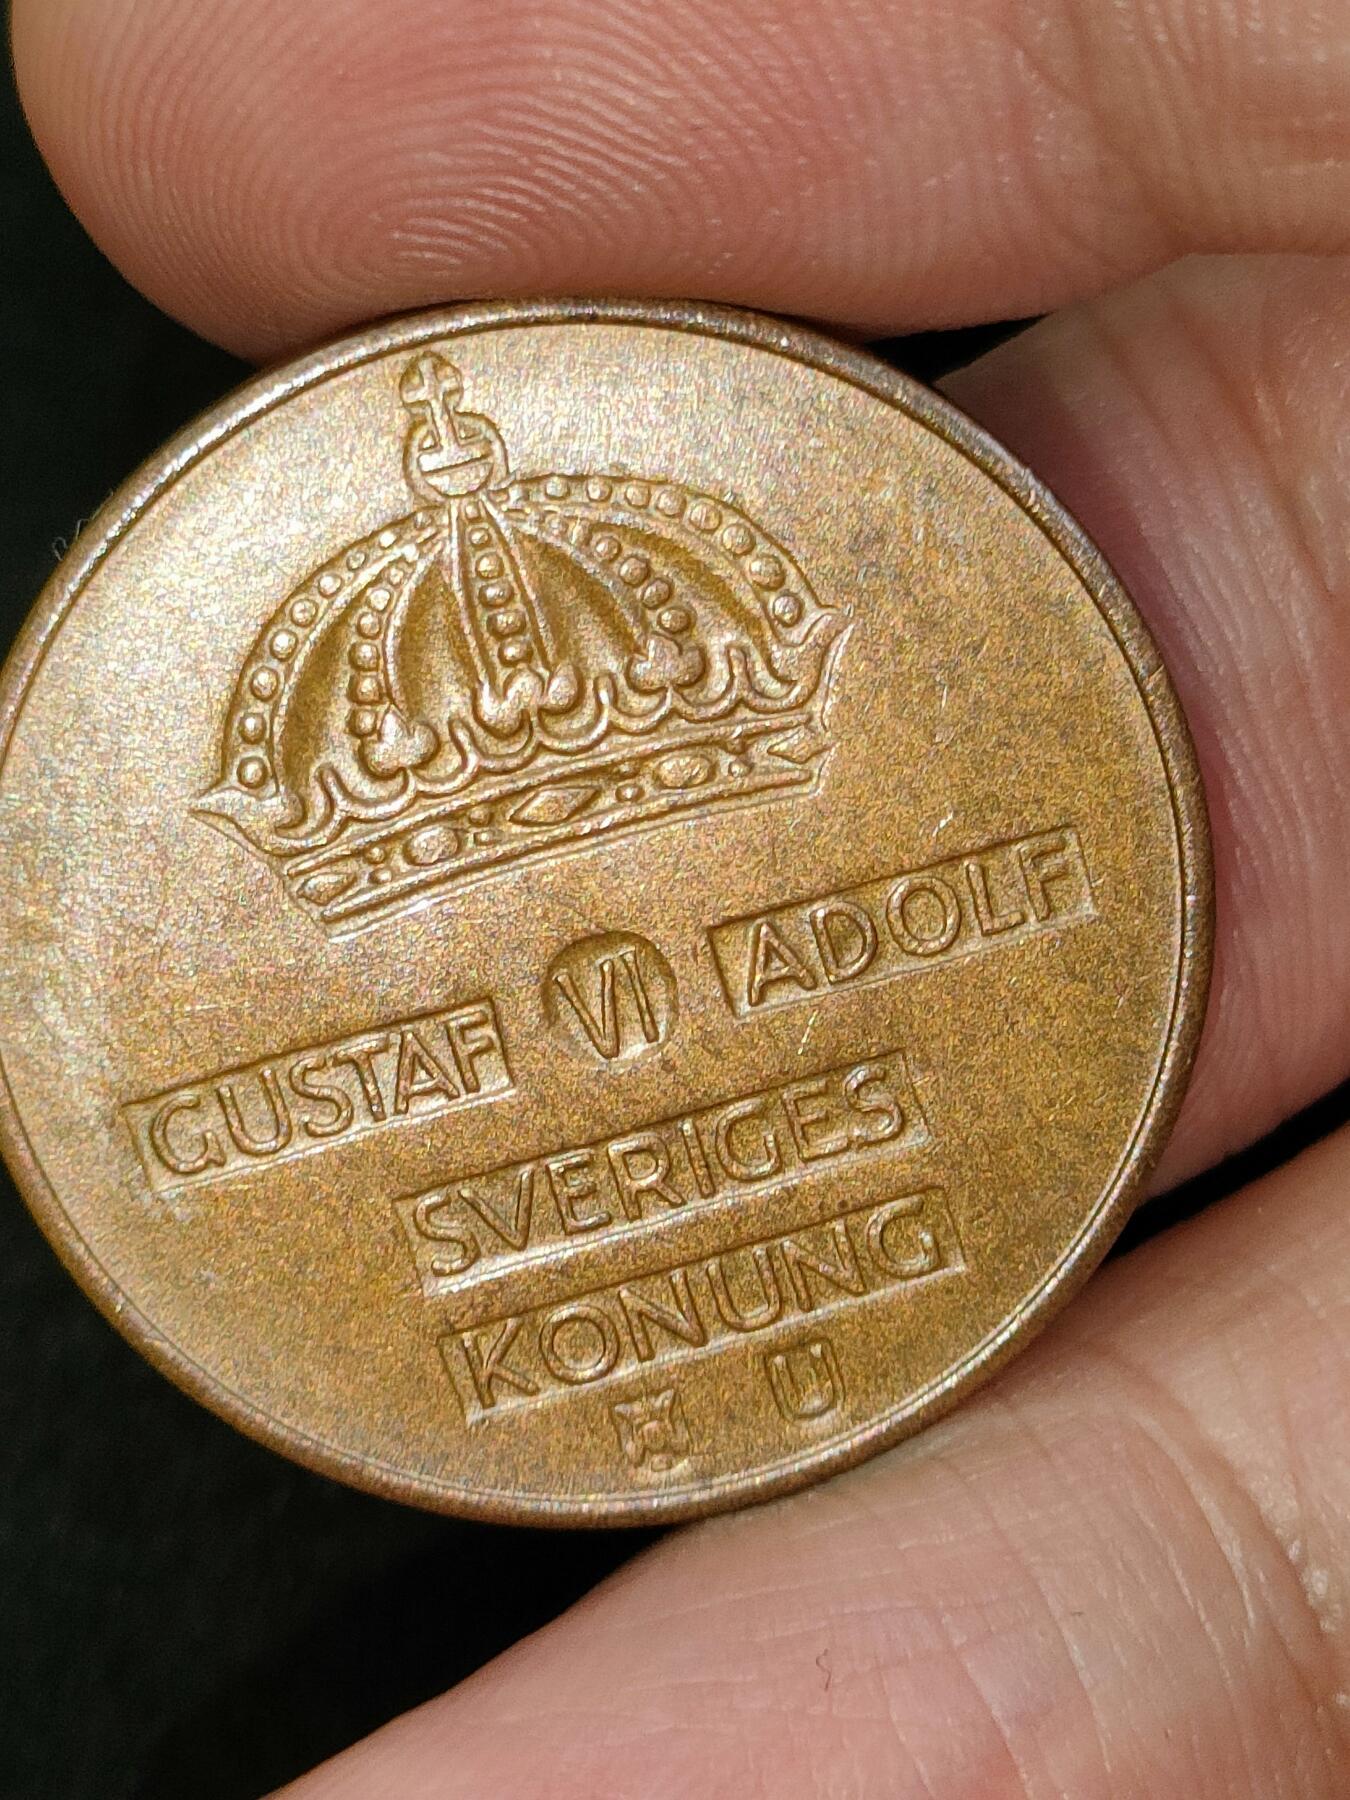 GUSTAF VI ADOLF
SVERIGES
KONUNG
U